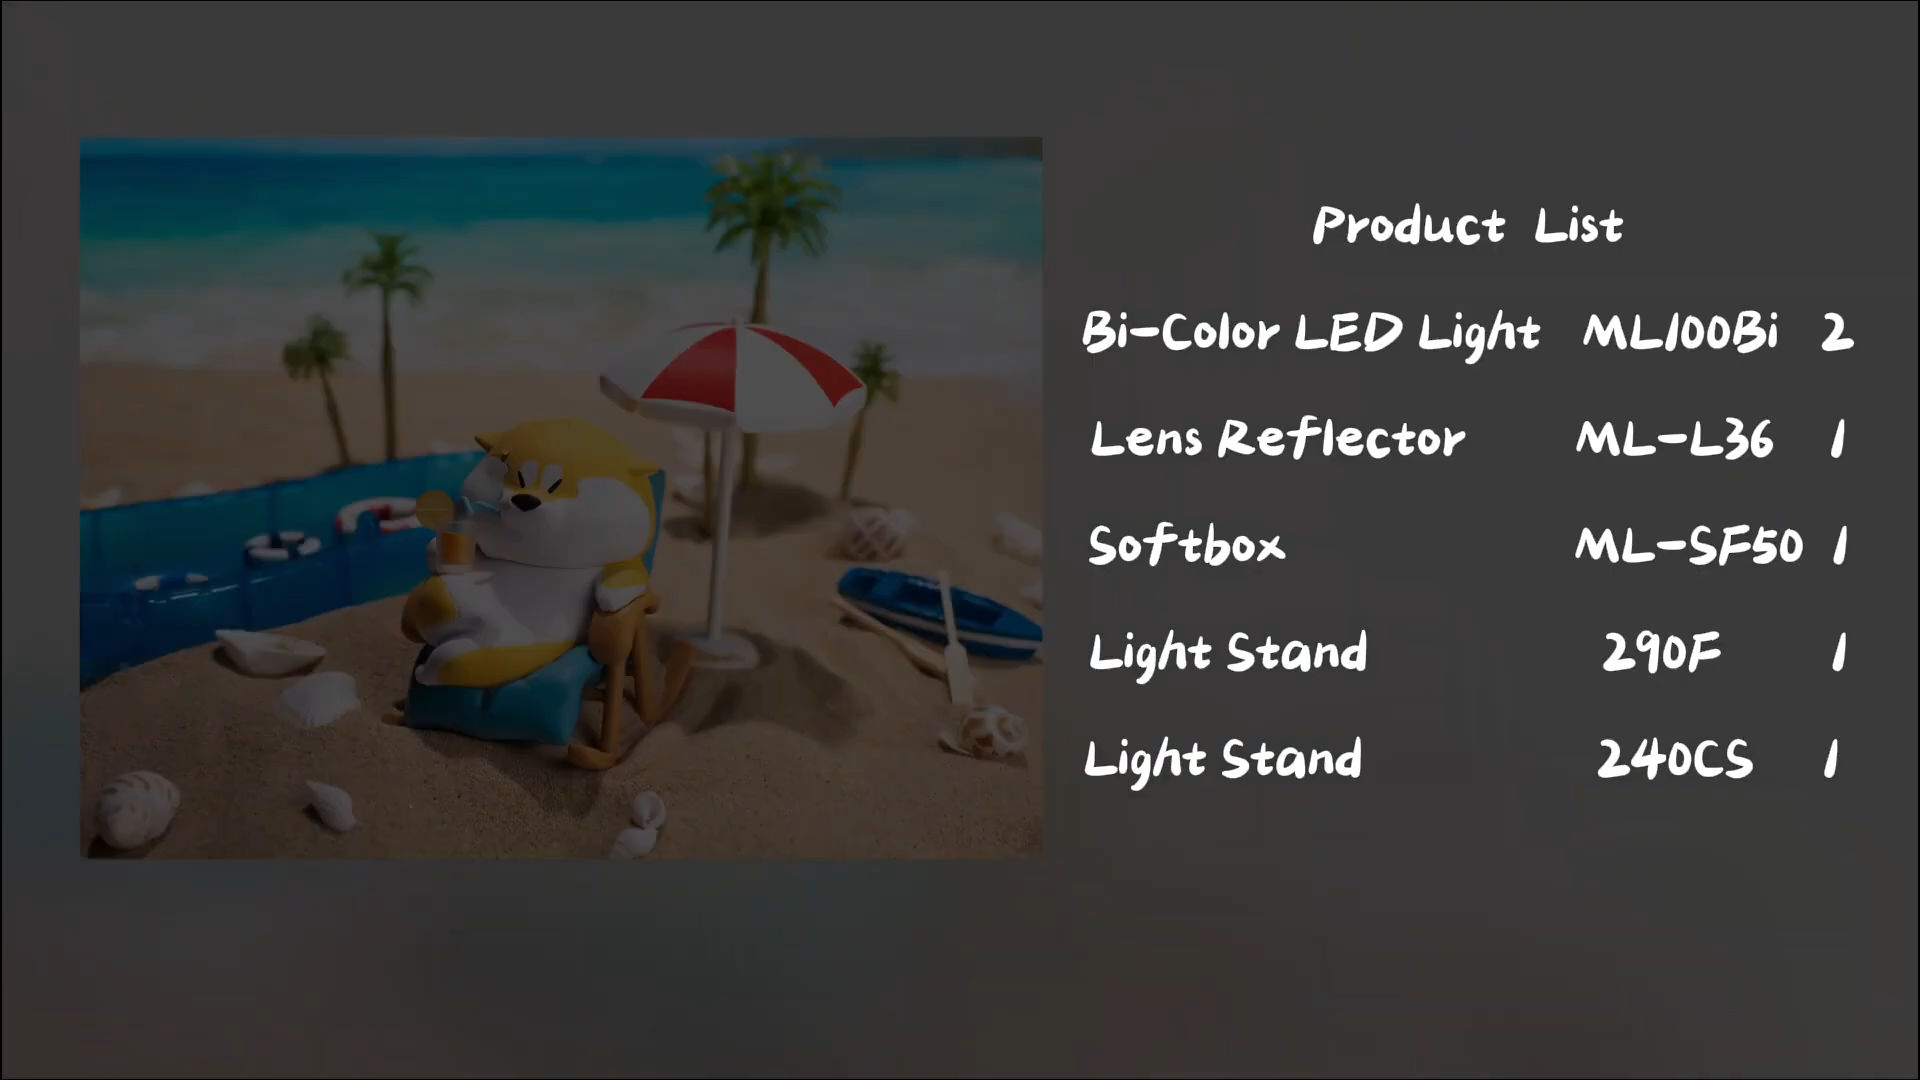 Product List
Bi-Color LED Light ML100Bi 2
Lens Reflector ML-L36 1
Softbox ML-SF50 1
Light Stand 290F 1
Light Stand 240CS 1